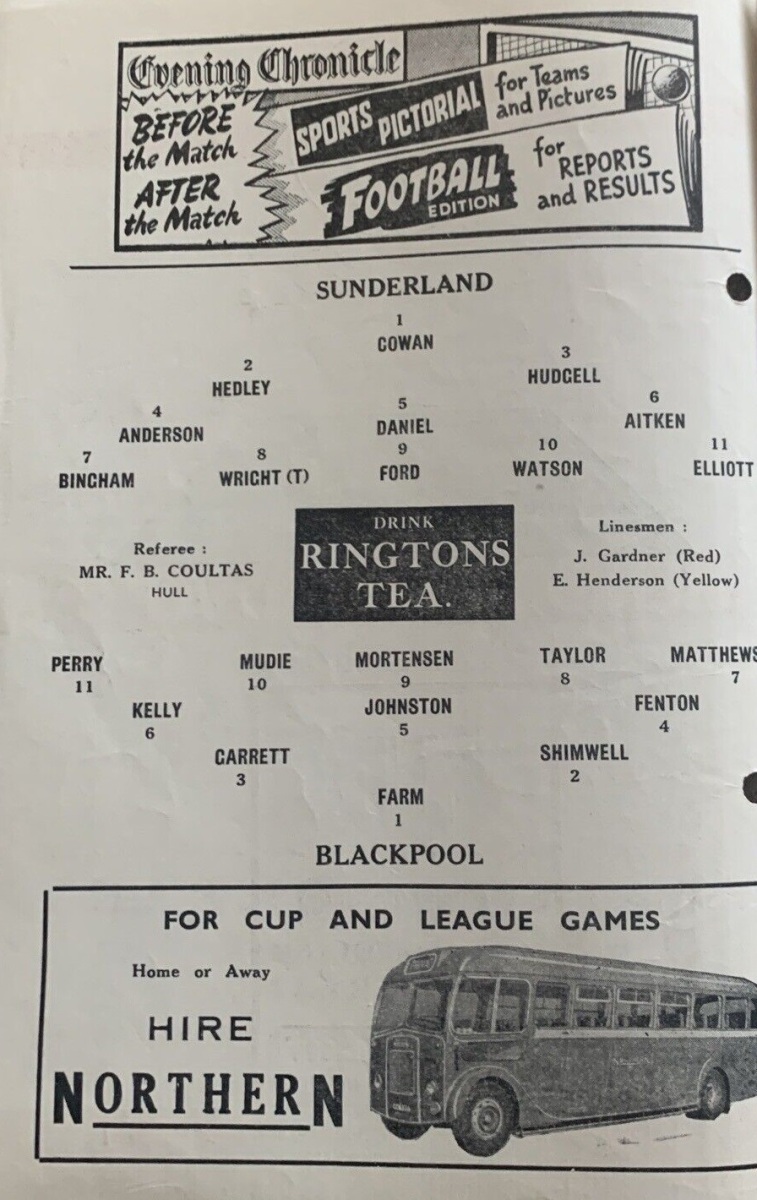 Evening Chronicle
BEFORE
the Match
AFTER
the Match
SPORTS PICTORIAL
for Teams
and Pictures
FOOTBALL
EDITION
for
REPORTS
and RESULTS
SUNDERLAND
1
COWAN
2
HEDLEY
3
HUDGELL
4
ANDERSON
5
DANIEL
6
AITKEN
7
BINGHAM
8
WRIGHT (T)
9
FORD
10
WATSON
11
ELLIOTT
Referee :
MR. F. B. COULTAS
HULL
DRINK
RINGTONS
TEA.
Linesmen :
J. Gardner (Red)
E. Henderson (Yellow)
PERRY
11
MUDIE
10
MORTENSEN
9
TAYLOR
8
MATTHEWS
7
KELLY
6
JOHNSTON
5
FENTON
4
GARRETT
3
SHIMWELL
2
FARM
1
BLACKPOOL
FOR CUP AND LEAGUE GAMES
Home or Away
HIRE
NORTHERN